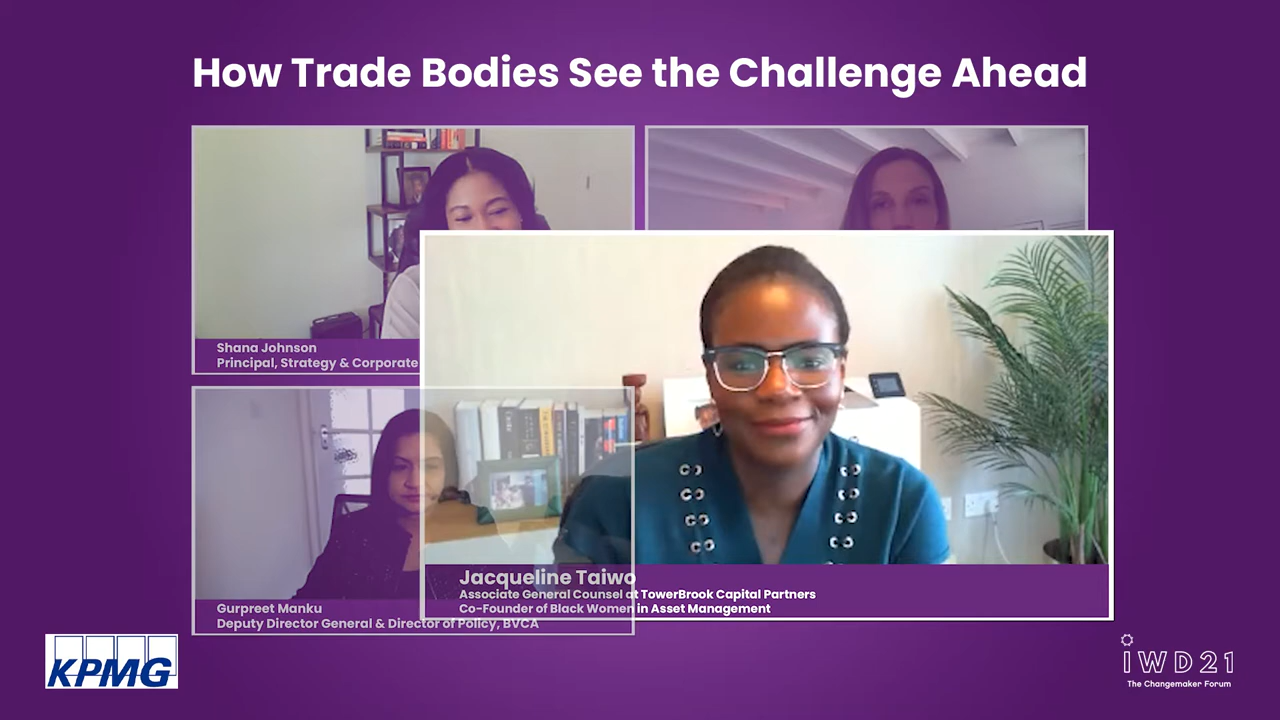 How Trade Bodies See the Challenge Ahead
Shana Johnson
Principal, Strategy & Corporate
Jacqueline Taiwo
Associate General Counsel at TowerBrook Capital Partners
Co-Founder of Black Women in Asset Management
Gurpreet Manku
Deputy Director General & Director of Policy, BVCA
KPMG
IWD21
The Changemaker Forum